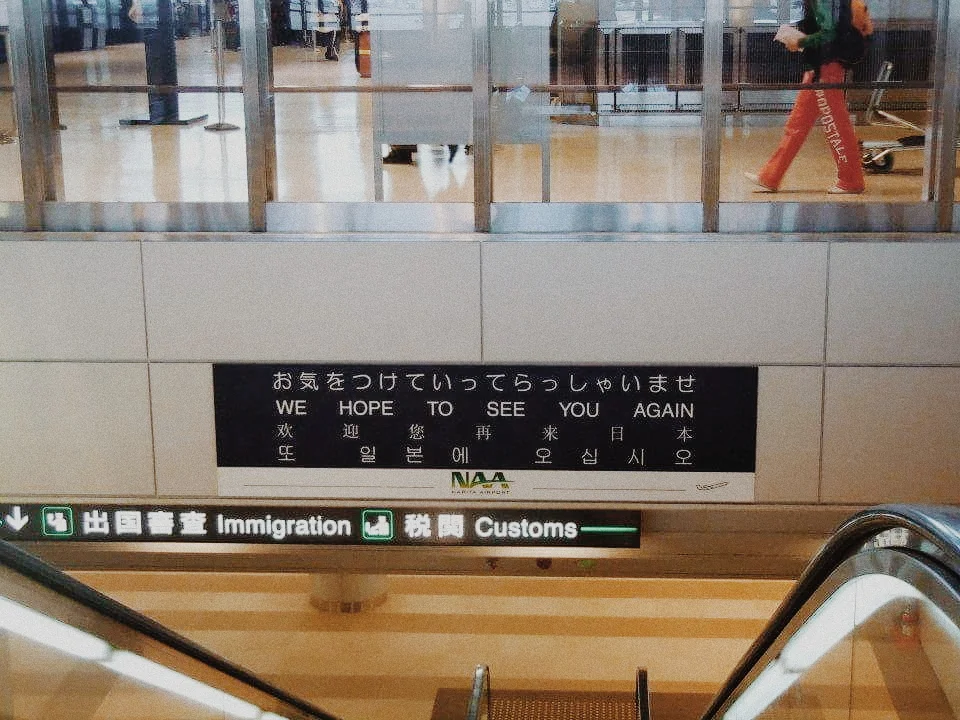 AÉROPOSTALE
お気をつけていってらっしゃいませ
WE HOPE TO SEE YOU AGAIN
欢迎您再来日本
또 일본에 오십시오
NAA
NARITA AIRPORT
出国審査 Immigration 税関 Customs